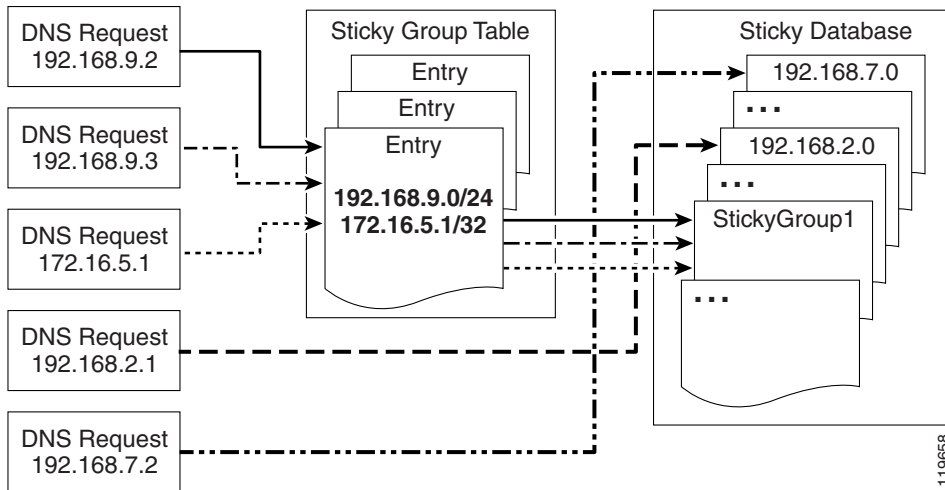 DNS Request
192.168.9.2
DNS Request
192.168.9.3
DNS Request
172.16.5.1
DNS Request
192.168.2.1
DNS Request
192.168.7.2
Sticky Group Table
Entry
Entry
Entry
192.168.9.0/24
172.16.5.1/32
Sticky Database
192.168.7.0
...
192.168.2.0
...
StickyGroup1
...
119658